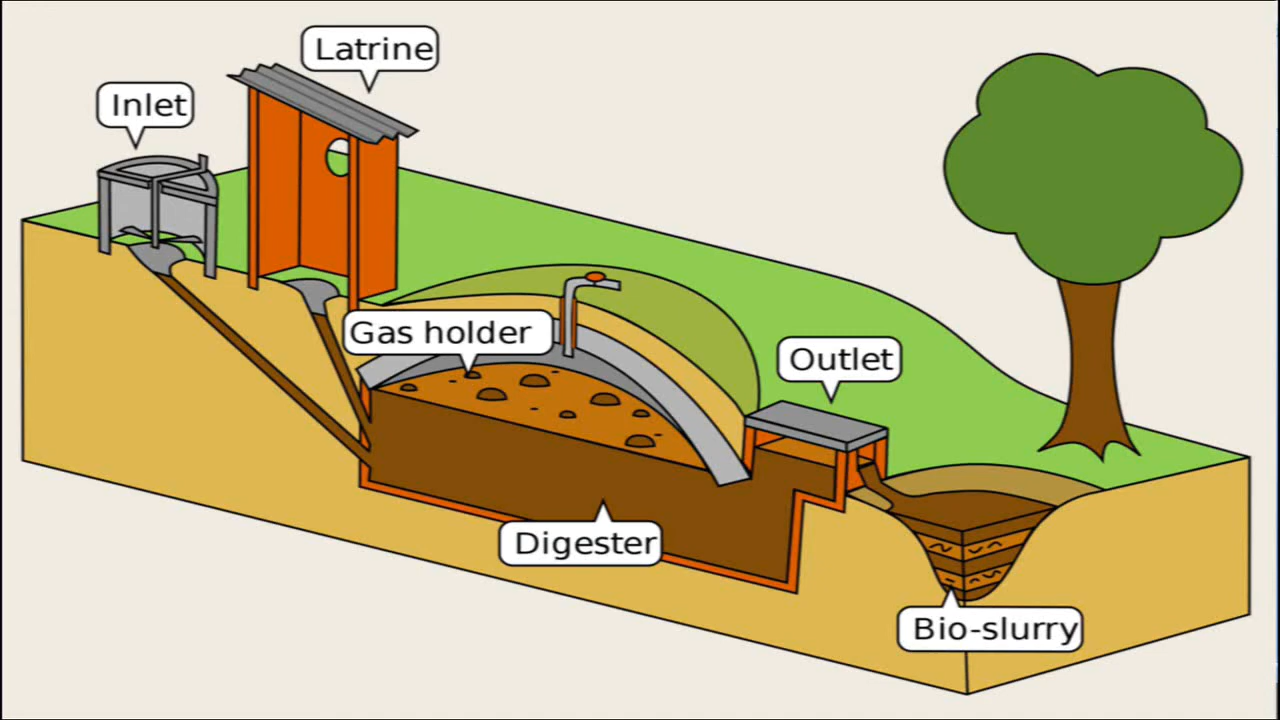 Latrine
Inlet
Gas holder
Outlet
Digester
Bio-slurry